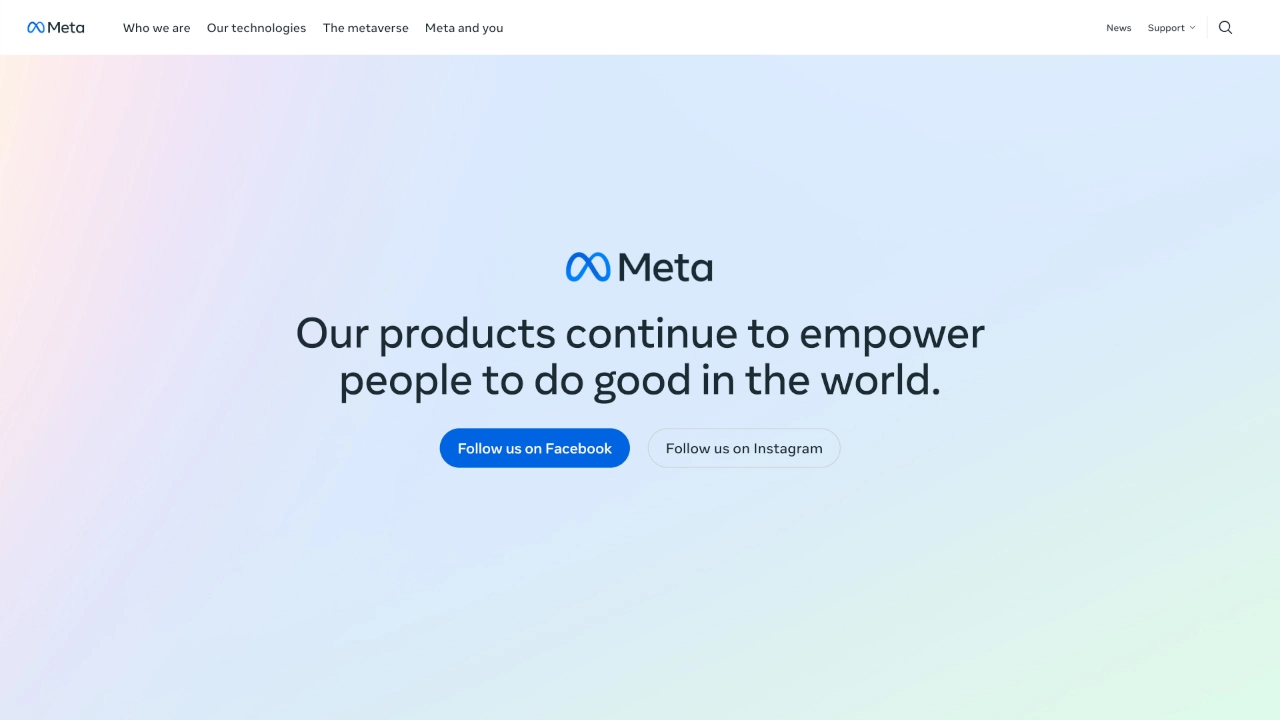 Meta
Who we are
Our technologies
The metaverse
Meta and you
News
Support
Meta
Our products continue to empower
people to do good in the world.
Follow us on Facebook
Follow us on Instagram